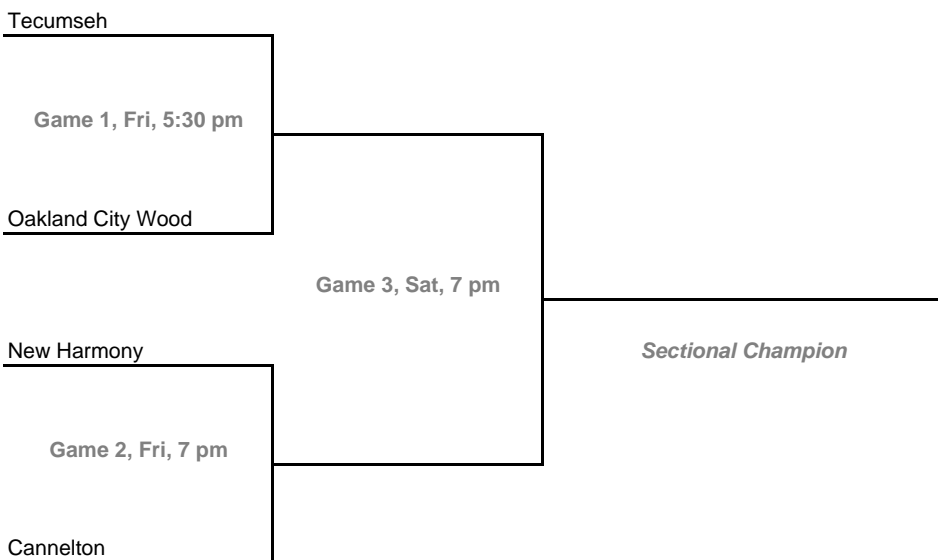 Tecumseh
Game 1, Fri, 5:30 pm
Oakland City Wood
Game 3, Sat, 7 pm
New Harmony
Sectional Champion
Game 2, Fri, 7 pm
Cannelton